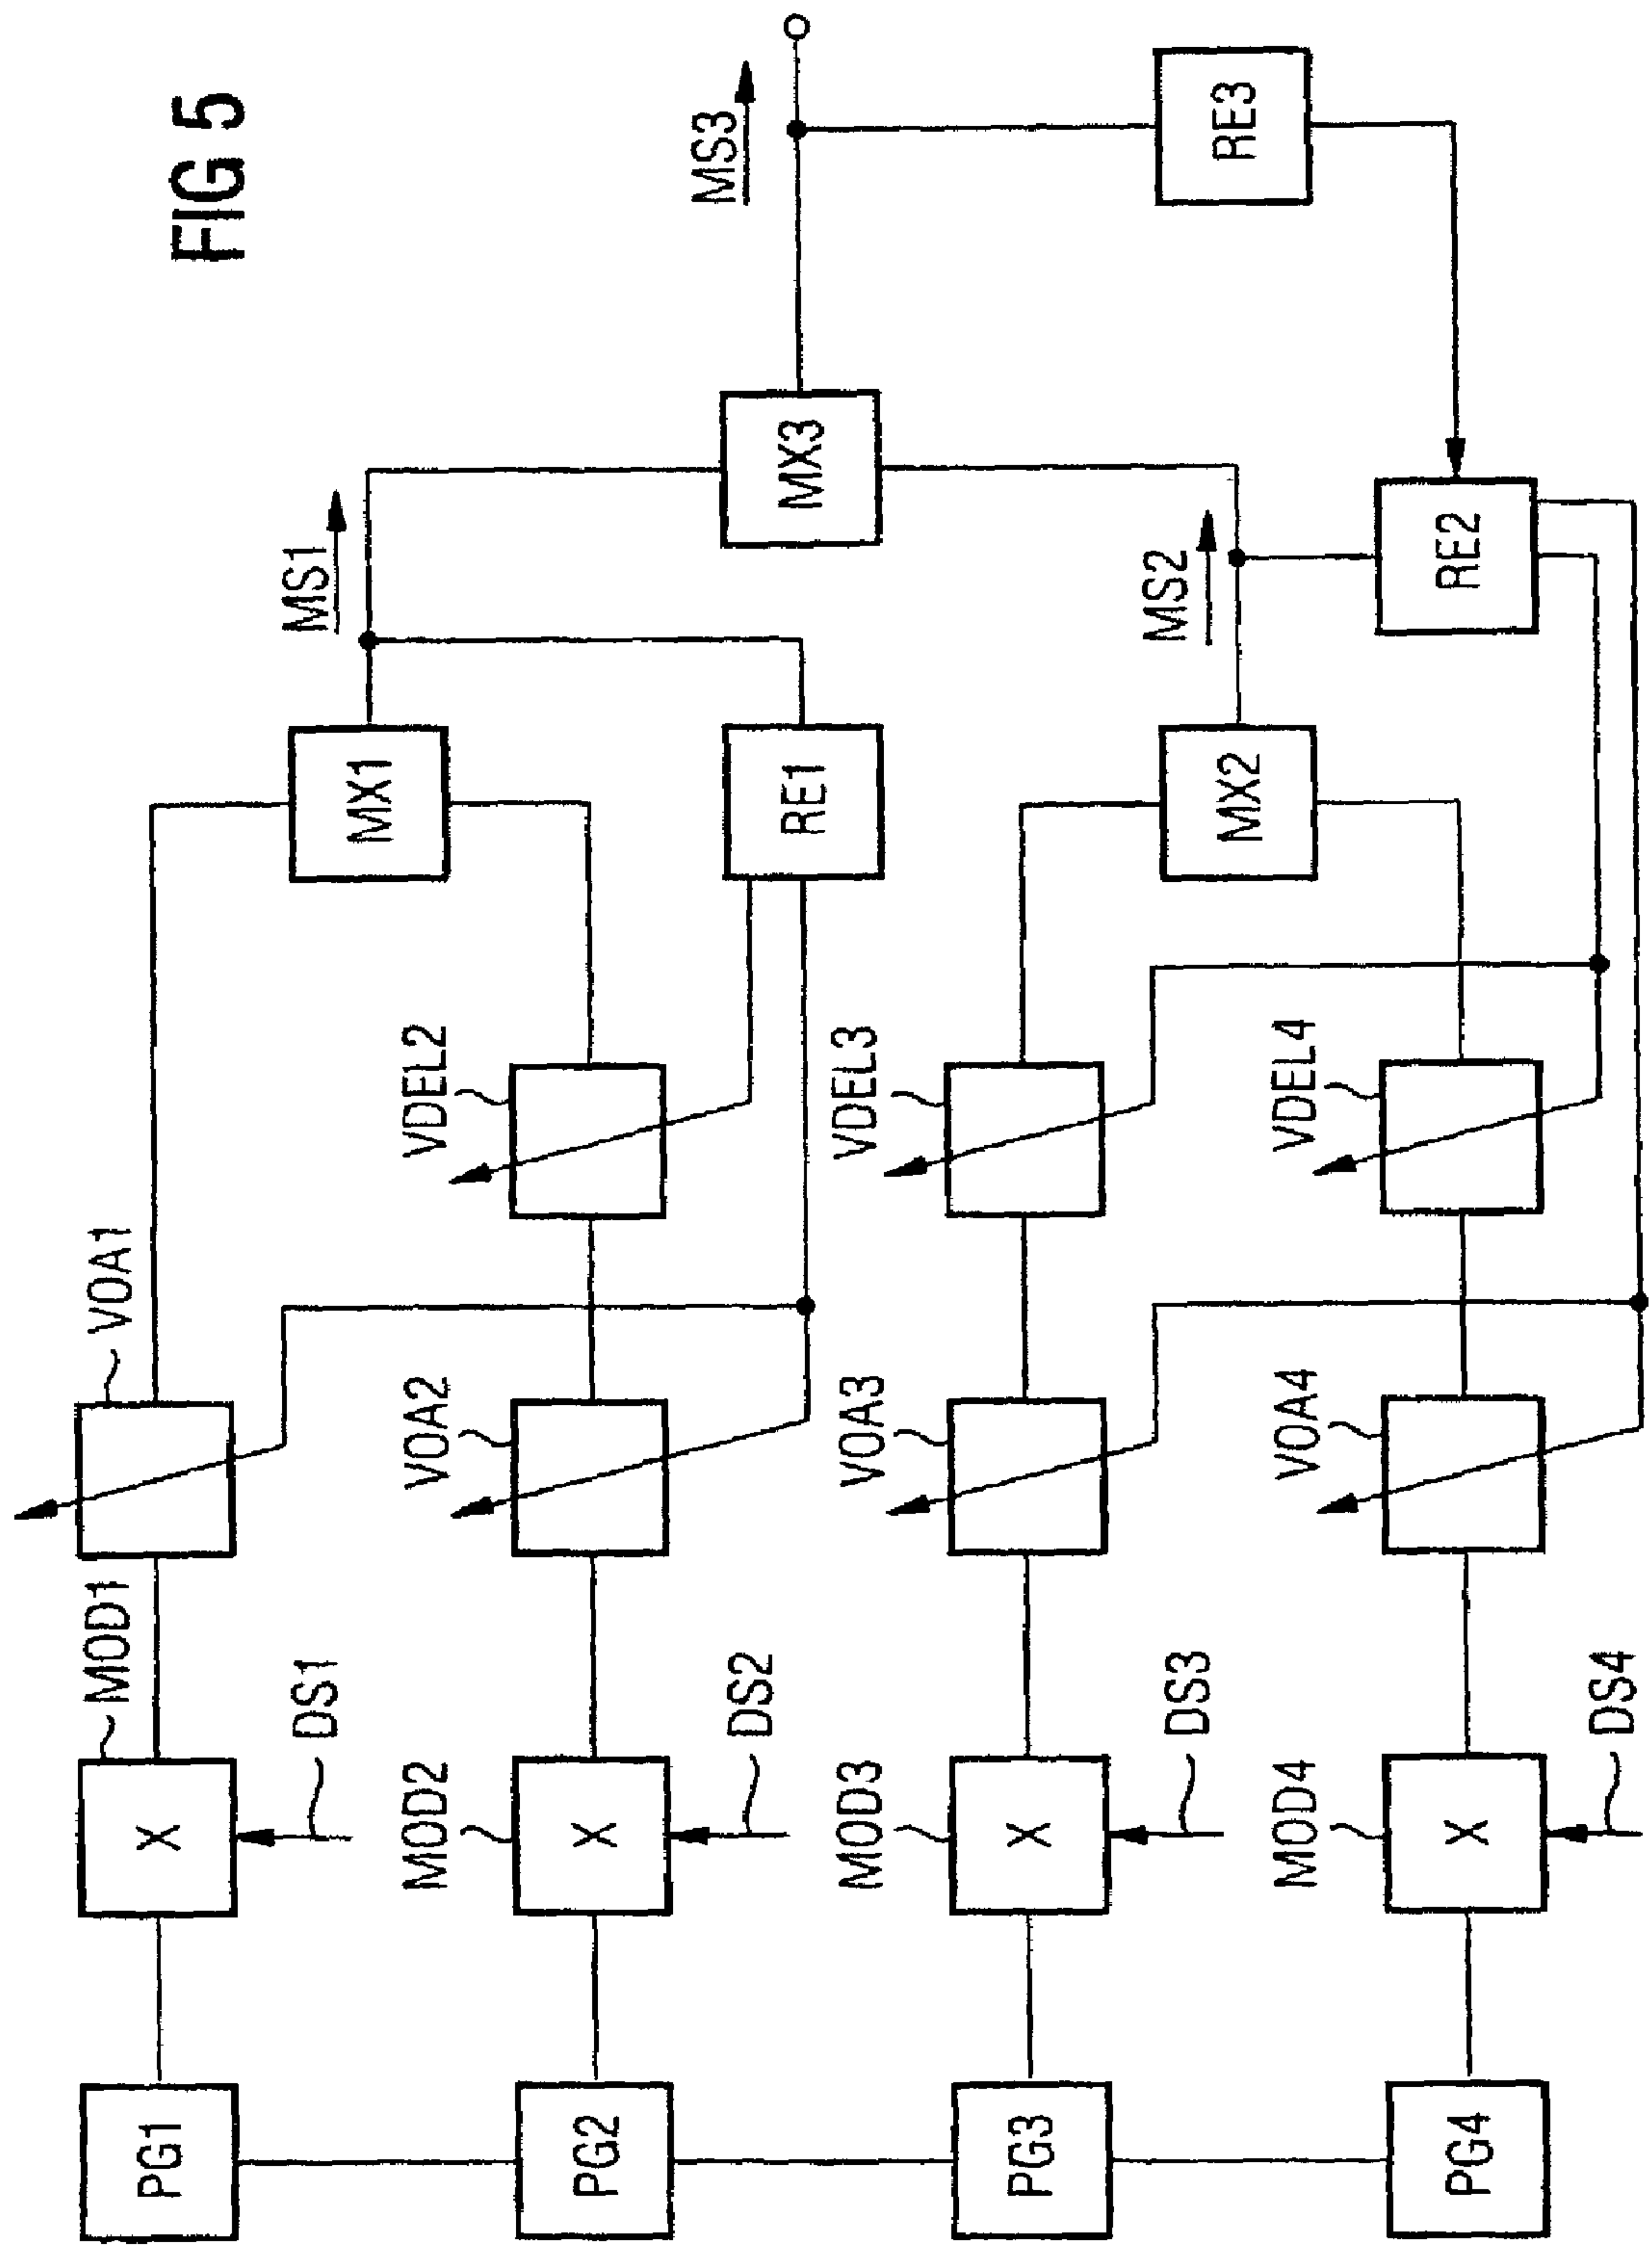 FIG 5
VOA1
MOD1
MS1
MS3
PG1
X
DS1
MX1
MX3
RE3
MOD2
VOA2
VDEL2
RE1
PG2
X
DS2
MOD3
VOA3
VDEL3
MS2
PG3
X
DS3
MX2
RE2
MOD4
VOA4
VDEL4
PG4
X
DS4